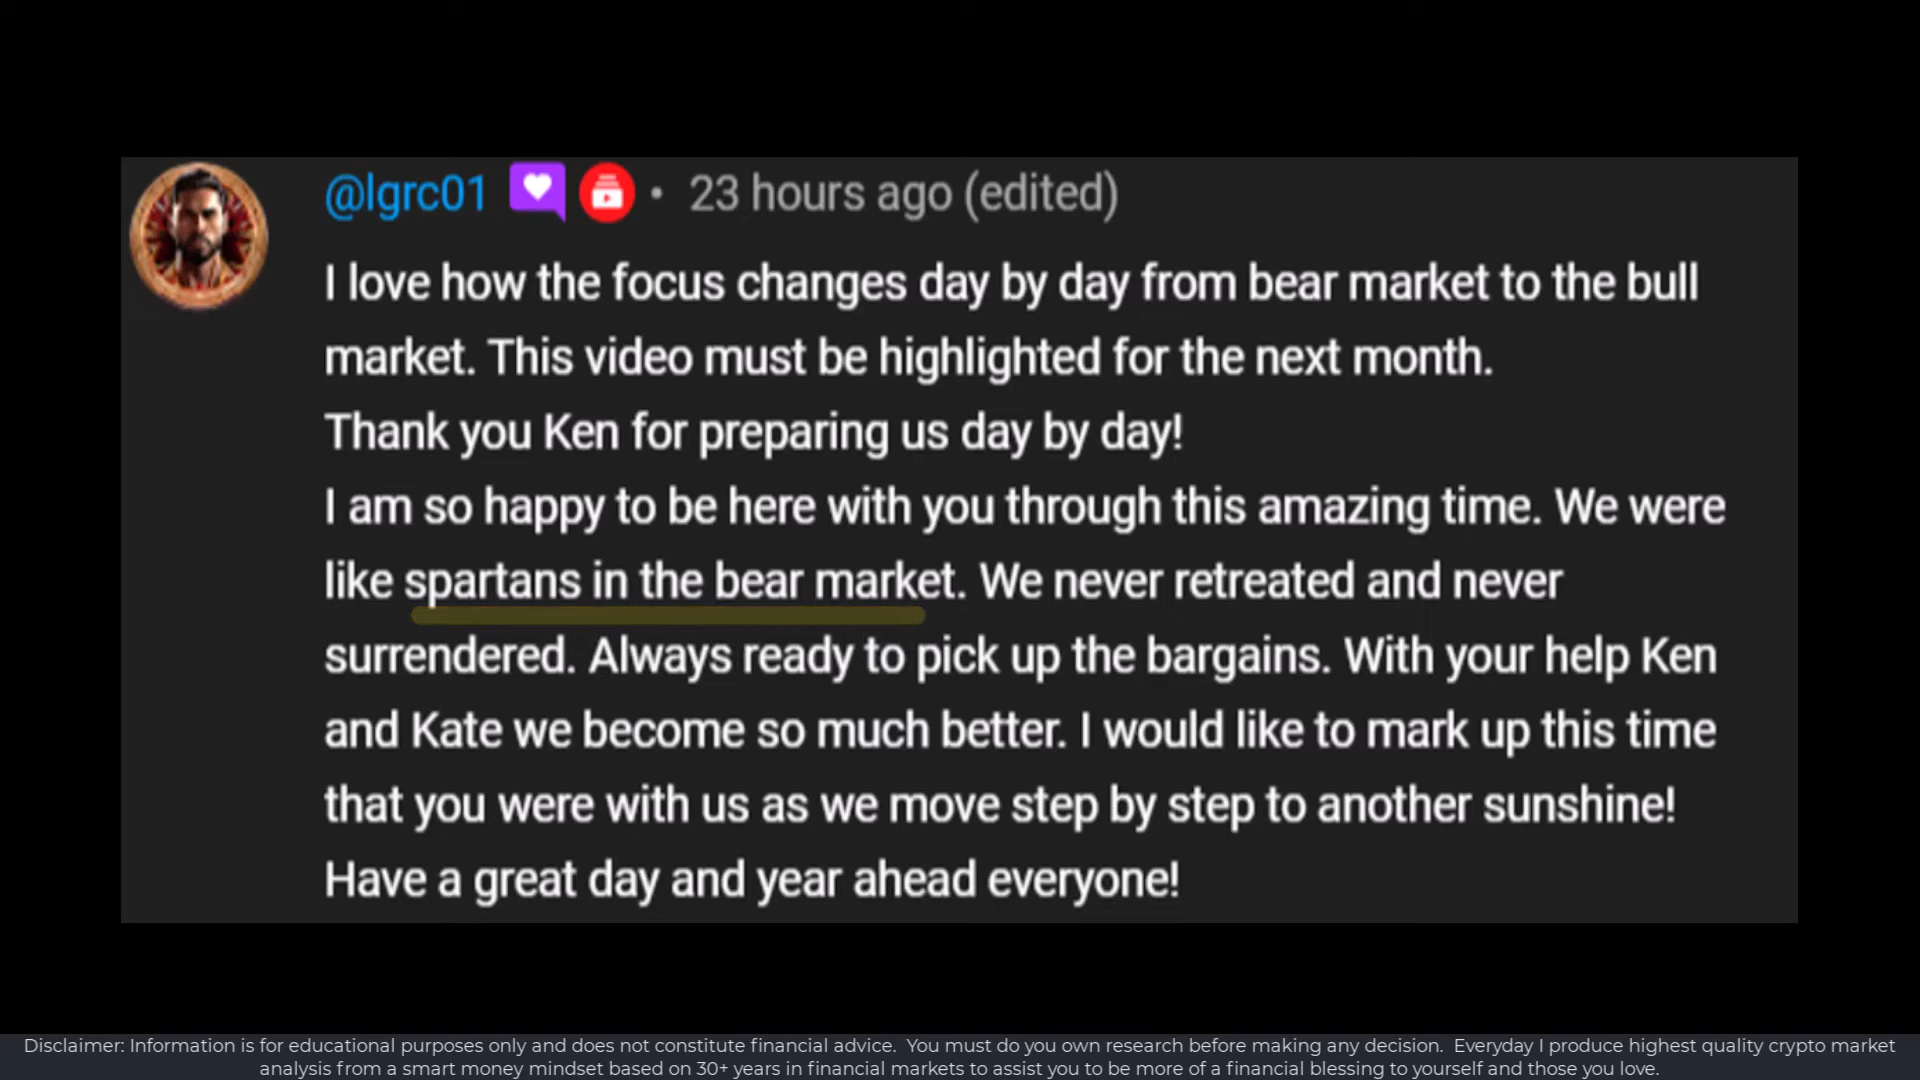 @lgrc01 • 23 hours ago (edited)
I love how the focus changes day by day from bear market to the bull
market. This video must be highlighted for the next month.
Thank you Ken for preparing us day by day!
I am so happy to be here with you through this amazing time. We were
like spartans in the bear market. We never retreated and never
surrendered. Always ready to pick up the bargains. With your help Ken
and Kate we become so much better. I would like to mark up this time
that you were with us as we move step by step to another sunshine!
Have a great day and year ahead everyone!
Disclaimer: Information is for educational purposes only and does not constitute financial advice.  You must do you own research before making any decision.  Everyday I produce highest quality crypto market
analysis from a smart money mindset based on 30+ years in financial markets to assist you to be more of a financial blessing to yourself and those you love.